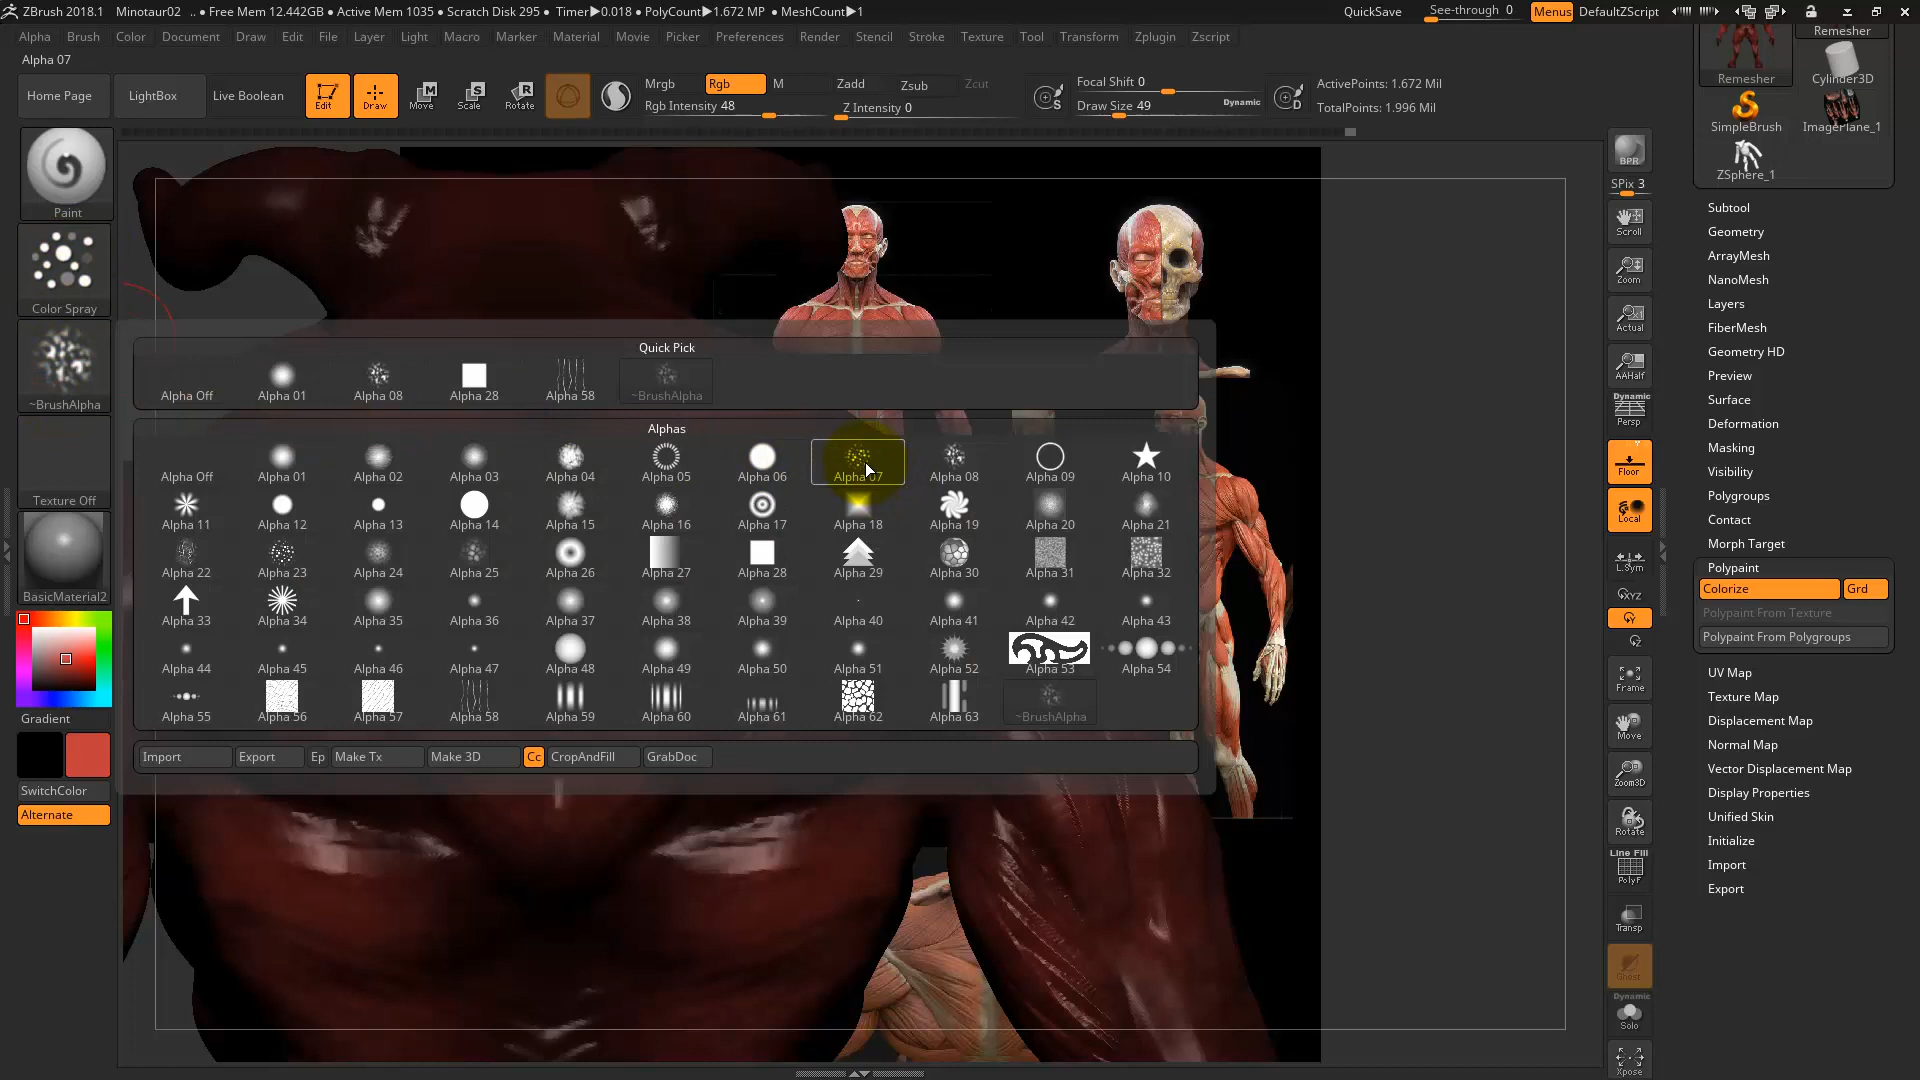 ZBrush 2018.1 Minotaur02 .. ● Free Mem 12.442GB ● Active Mem 1035 ● Scratch Disk 295 ● Timer▶0.018 ● PolyCount▶1.672 MP ● MeshCount▶1 QuickSave See-through 0 Menus DefaultZScript
Alpha Brush Color Document Draw Edit File Layer Light Macro Marker Material Movie Picker Preferences Render Stencil Stroke Texture Tool Transform Zplugin Zscript
Alpha 07
Home Page LightBox Live Boolean Edit Draw Move Scale Rotate
Mrgb Rgb M Zadd Zsub Zcut
Rgb Intensity 48 Z Intensity 0
Focal Shift 0
Draw Size 49 Dynamic
ActivePoints: 1.672 Mil
TotalPoints: 1.996 Mil
Paint
Color Spray
~BrushAlpha
Texture Off
BasicMaterial2
Gradient
SwitchColor
Alternate
Quick Pick
Alpha Off Alpha 01 Alpha 08 Alpha 28 Alpha 58 ~BrushAlpha
Alphas
Alpha Off Alpha 01 Alpha 02 Alpha 03 Alpha 04 Alpha 05 Alpha 06 Alpha 07 Alpha 08 Alpha 09 Alpha 10
Alpha 11 Alpha 12 Alpha 13 Alpha 14 Alpha 15 Alpha 16 Alpha 17 Alpha 18 Alpha 19 Alpha 20 Alpha 21
Alpha 22 Alpha 23 Alpha 24 Alpha 25 Alpha 26 Alpha 27 Alpha 28 Alpha 29 Alpha 30 Alpha 31 Alpha 32
Alpha 33 Alpha 34 Alpha 35 Alpha 36 Alpha 37 Alpha 38 Alpha 39 Alpha 40 Alpha 41 Alpha 42 Alpha 43
Alpha 44 Alpha 45 Alpha 46 Alpha 47 Alpha 48 Alpha 49 Alpha 50 Alpha 51 Alpha 52 Alpha 53 Alpha 54
Alpha 55 Alpha 56 Alpha 57 Alpha 58 Alpha 59 Alpha 60 Alpha 61 Alpha 62 Alpha 63 ~BrushAlpha
Import Export Ep Make Tx Make 3D Cc CropAndFill GrabDoc
BPR
SPix 3
Scroll
Zoom
Actual
AAHalf
Dynamic
Persp
Floor
Local
L.Sym
XYZ
Y
Z
Frame
Move
Zoom3D
Rotate
Line Fill
PolyF
Transp
Ghost
Dynamic
Solo
Xpose
Remesher
Remesher Cylinder3D
SimpleBrush ImagePlane_1
ZSphere_1
Subtool
Geometry
ArrayMesh
NanoMesh
Layers
FiberMesh
Geometry HD
Preview
Surface
Deformation
Masking
Visibility
Polygroups
Contact
Morph Target
Polypaint
Colorize Grd
Polypaint From Texture
Polypaint From Polygroups
UV Map
Texture Map
Displacement Map
Normal Map
Vector Displacement Map
Display Properties
Unified Skin
Initialize
Import
Export